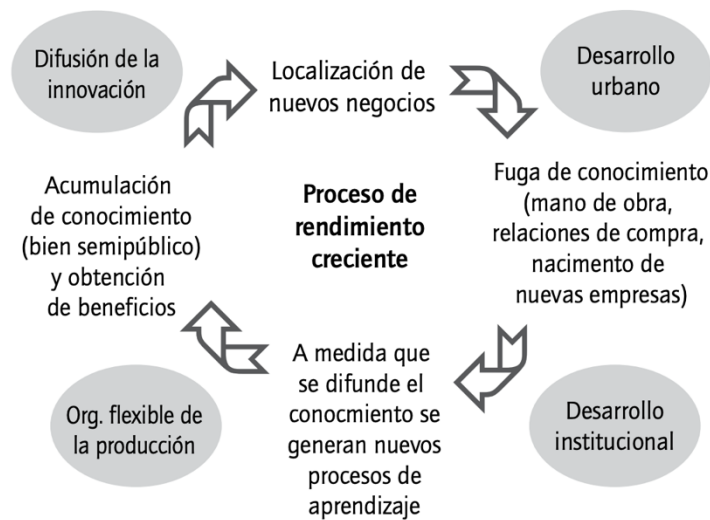 Difusión de la
innovación
Localización de
nuevos negocios
Desarrollo
urbano
Acumulación
de conocimiento
(bien semipúblico)
y obtención
de beneficios
Proceso de
rendimiento
creciente
Fuga de conocimiento
(mano de obra,
relaciones de compra,
nacimento de
nuevas empresas)
Org. flexible de
la producción
A medida que
se difunde el
conocmiento se
generan nuevos
procesos de
aprendizaje
Desarrollo
institucional